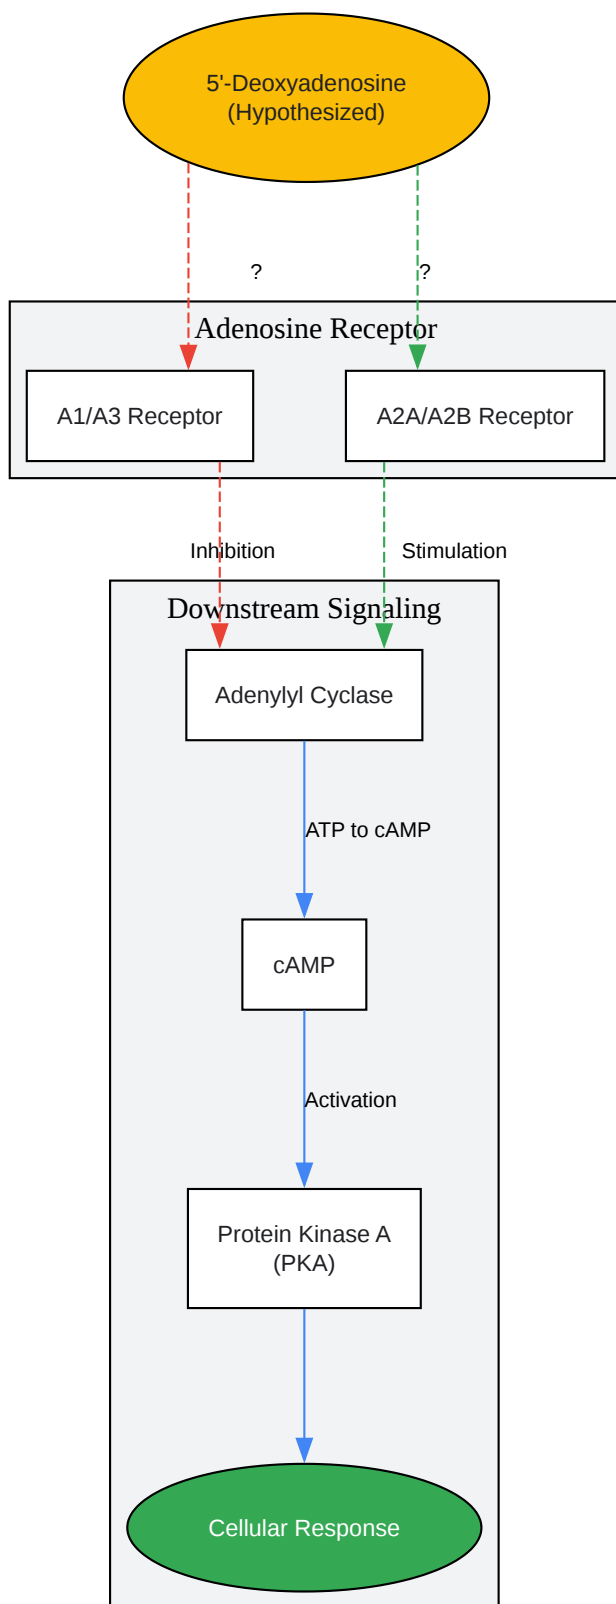 5'-Deoxyadenosine
(Hypothesized)
?
?
Adenosine Receptor
A1/A3 Receptor
A2A/A2B Receptor
Inhibition
Stimulation
Downstream Signaling
Adenylyl Cyclase
ATP to cAMP
cAMP
Activation
Protein Kinase A
(PKA)
Cellular Response